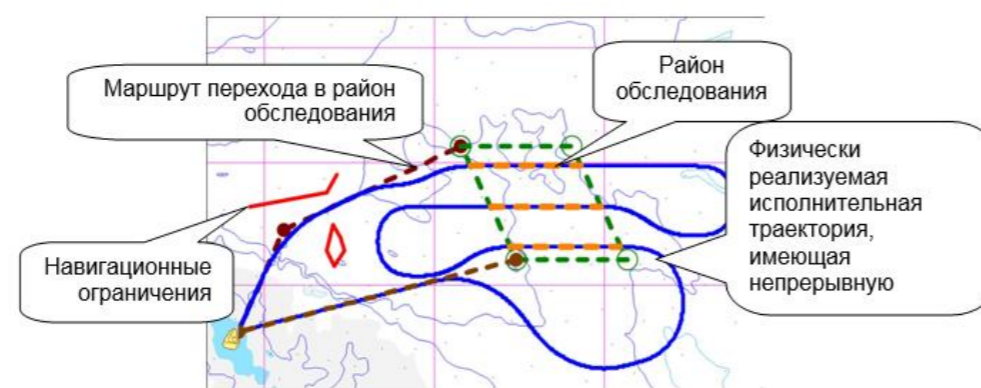 Маршрут перехода в район
обследования
Район
обследования
Физически
реализуемая
исполнительная
траектория,
имеющая
непрерывную
Навигационные
ограничения